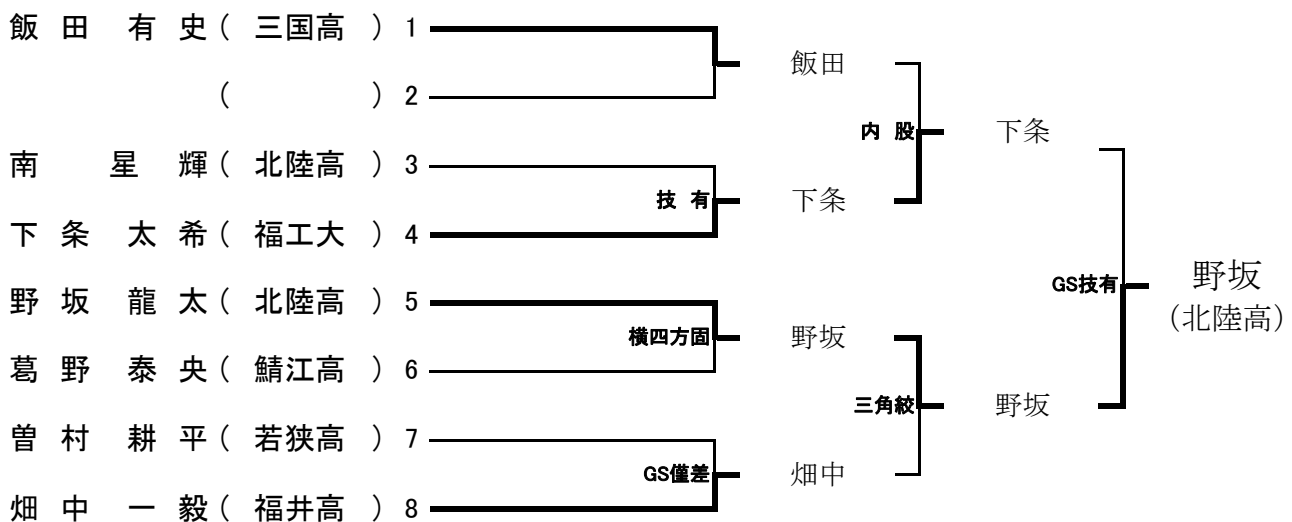 飯田 有史( 三国高 ) 1
飯田
( ) 2
内 股
下条
南 星輝( 北陸高 ) 3
技 有
下条
下条 太希( 福工大 ) 4
GS技有
野坂
(北陸高)
野坂 龍太( 北陸高 ) 5
横四方固
野坂
葛野 泰央( 鯖江高 ) 6
三角絞
野坂
曽村 耕平( 若狭高 ) 7
GS僅差
畑中
畑中 一毅( 福井高 ) 8